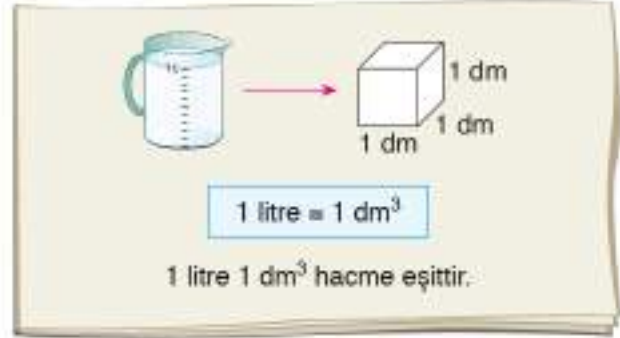 1 dm
1 dm
1 dm
1 litre ≅ 1 dm³
1 litre 1 dm³ hacme eşittir.